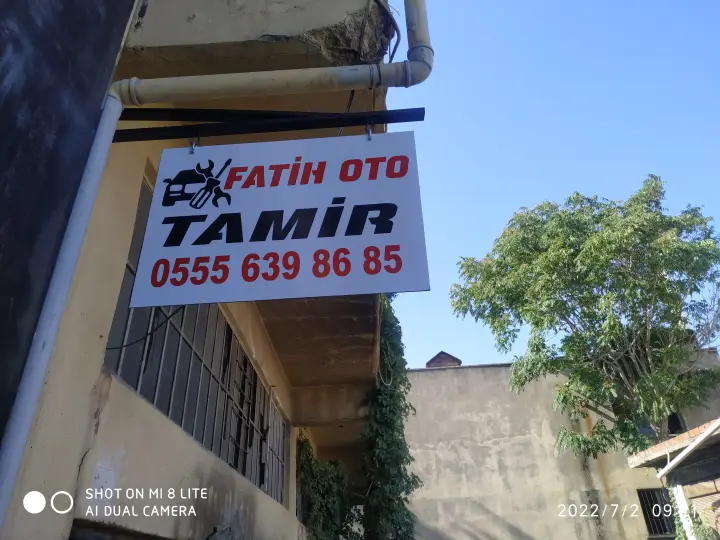 FATİH OTO
TAMİR
0555 639 86 85
SHOT ON MI 8 LITE
AI DUAL CAMERA
2022/7/2